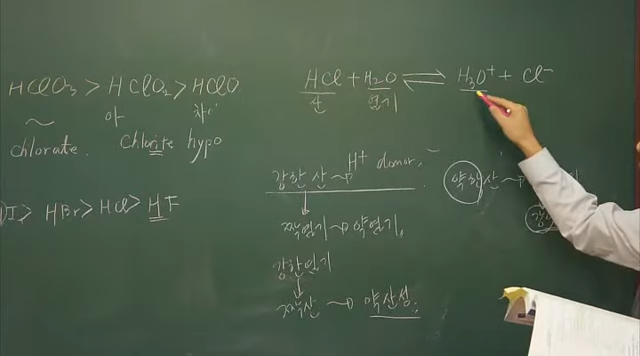 HClO₃ > HClO₂ > HClO
아 차
chlorate. Chlorite hypo
HI > HBr > HCl > HF
HCl + H₂O ⇌ H₃O⁺ + Cl⁻
산 염기
강한 산 → H⁺ donor.
짝염기 → 약염기.
강한염기
짝산 → 약산성.
약한 산 →